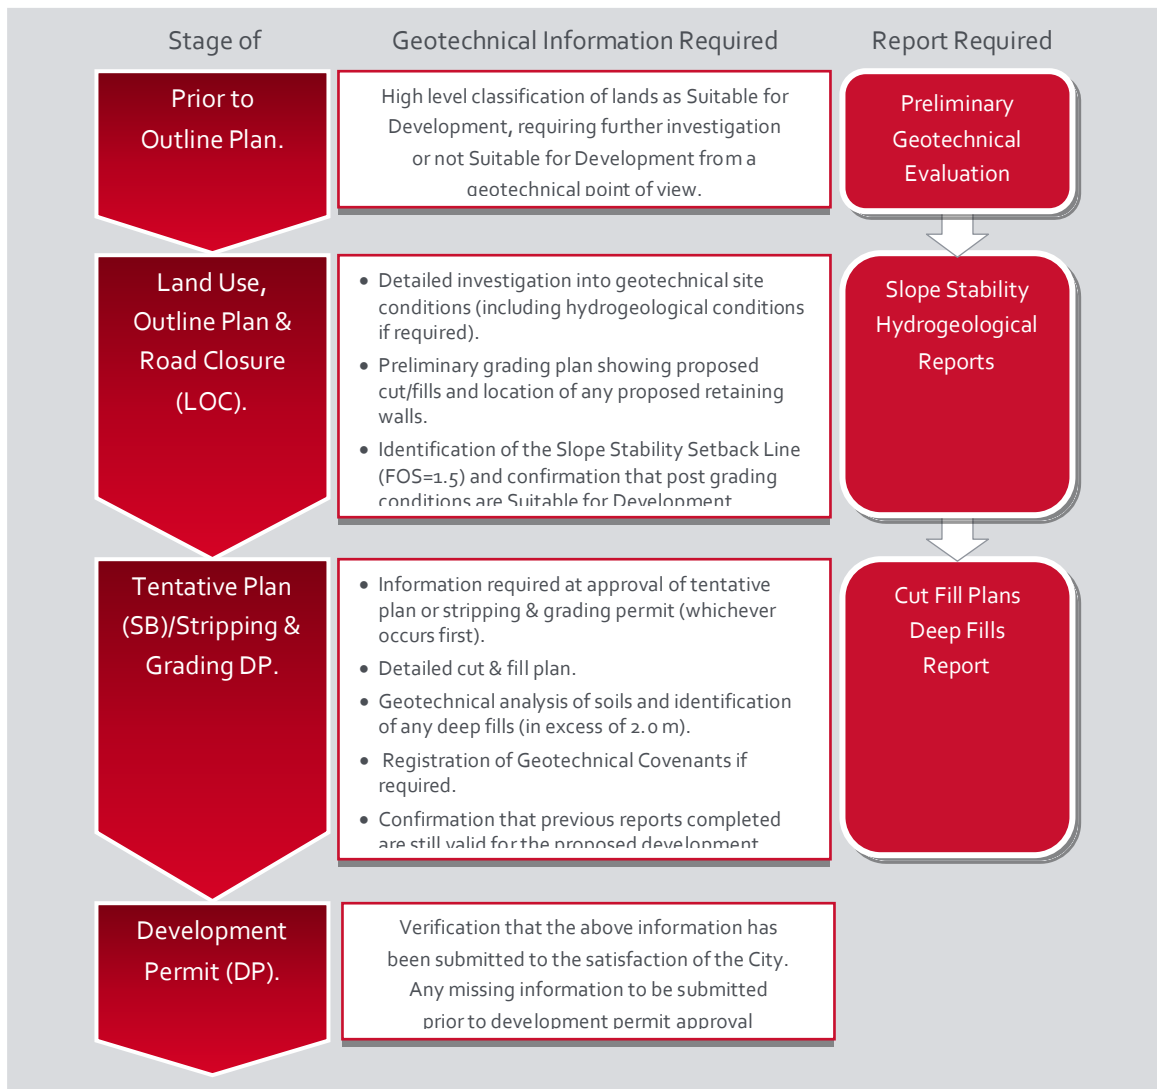 Stage of
Geotechnical Information Required
Report Required
Prior to
Outline Plan.
High level classification of lands as Suitable for
Development, requiring further investigation
or not Suitable for Development from a
geotechnical point of view.
Preliminary
Geotechnical
Evaluation
Land Use,
Outline Plan &
Road Closure
(LOC).
• Detailed investigation into geotechnical site
conditions (including hydrogeological conditions
if required).
• Preliminary grading plan showing proposed
cut/fills and location of any proposed retaining
walls.
• Identification of the Slope Stability Setback Line
(FOS=1.5) and confirmation that post grading
conditions are Suitable for Development
Slope Stability
Hydrogeological
Reports
Tentative Plan
(SB)/Stripping &
Grading DP.
• Information required at approval of tentative
plan or stripping & grading permit (whichever
occurs first).
• Detailed cut & fill plan.
• Geotechnical analysis of soils and identification
of any deep fills (in excess of 2.0 m).
• Registration of Geotechnical Covenants if
required.
• Confirmation that previous reports completed
are still valid for the proposed development
Cut Fill Plans
Deep Fills
Report
Development
Permit (DP).
Verification that the above information has
been submitted to the satisfaction of the City.
Any missing information to be submitted
prior to development permit approval